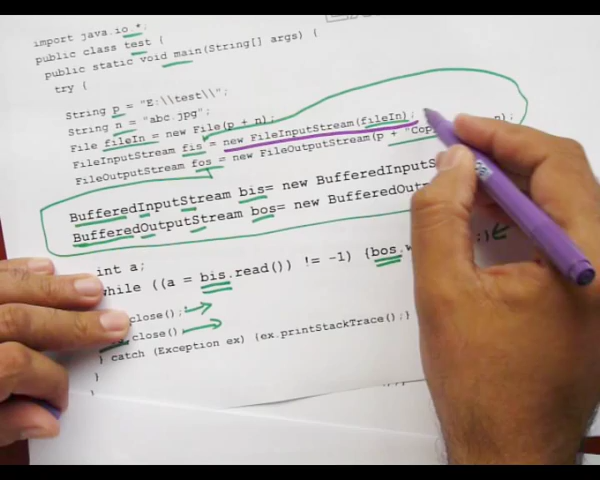 import java.io.*;
public class test {
public static void main(String[] args) {
try {
String p = "E:\\test\\";
String n = "abc.jpg";
File fileIn = new File(p + n);
FileInputStream fis = new FileInputStream(fileIn);
FileOutputStream fos = new FileOutputStream(p + "Cop n);
BufferedInputStream bis= new BufferedInputS
BufferedOutputStream bos= new BufferedOut
int a;
while ((a = bis.read()) != -1) {bos. ;)
close();
close()
} catch (Exception ex) {ex.printStackTrace();}
}
}